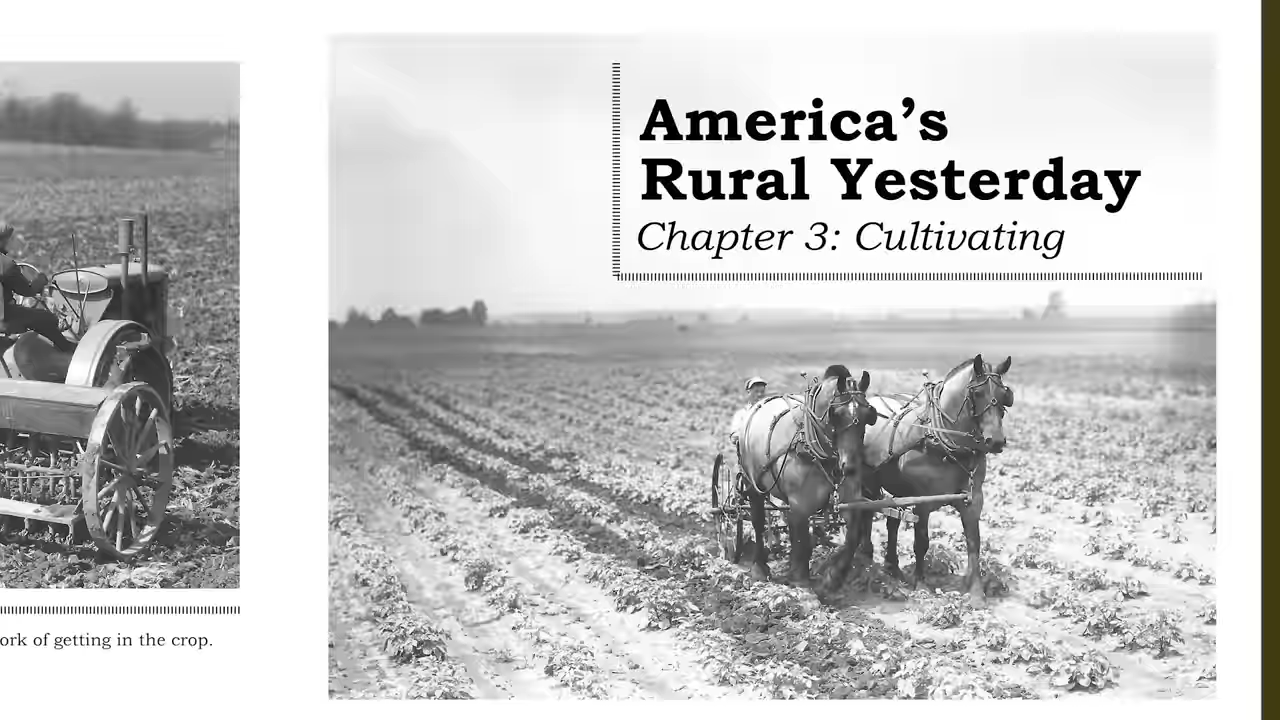 America’s
Rural Yesterday
Chapter 3: Cultivating
ork of getting in the crop.